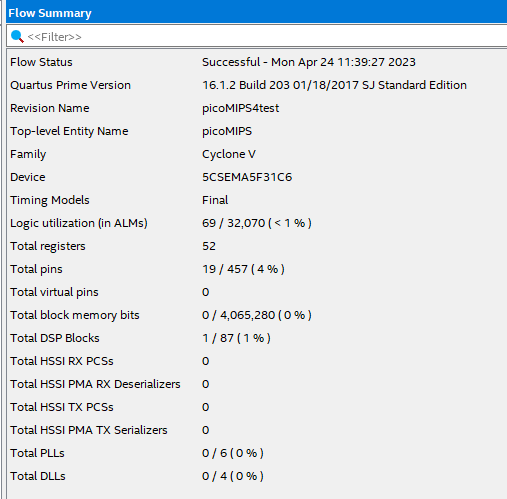 Flow Summary
<<Filter>>
Flow Status Successful - Mon Apr 24 11:39:27 2023
Quartus Prime Version 16.1.2 Build 203 01/18/2017 SJ Standard Edition
Revision Name picoMIPS4test
Top-level Entity Name picoMIPS
Family Cyclone V
Device 5CSEMA5F31C6
Timing Models Final
Logic utilization (in ALMs) 69 / 32,070 ( < 1 % )
Total registers 52
Total pins 19 / 457 ( 4 % )
Total virtual pins 0
Total block memory bits 0 / 4,065,280 ( 0 % )
Total DSP Blocks 1 / 87 ( 1 % )
Total HSSI RX PCSs 0
Total HSSI PMA RX Deserializers 0
Total HSSI TX PCSs 0
Total HSSI PMA TX Serializers 0
Total PLLs 0 / 6 ( 0 % )
Total DLLs 0 / 4 ( 0 % )